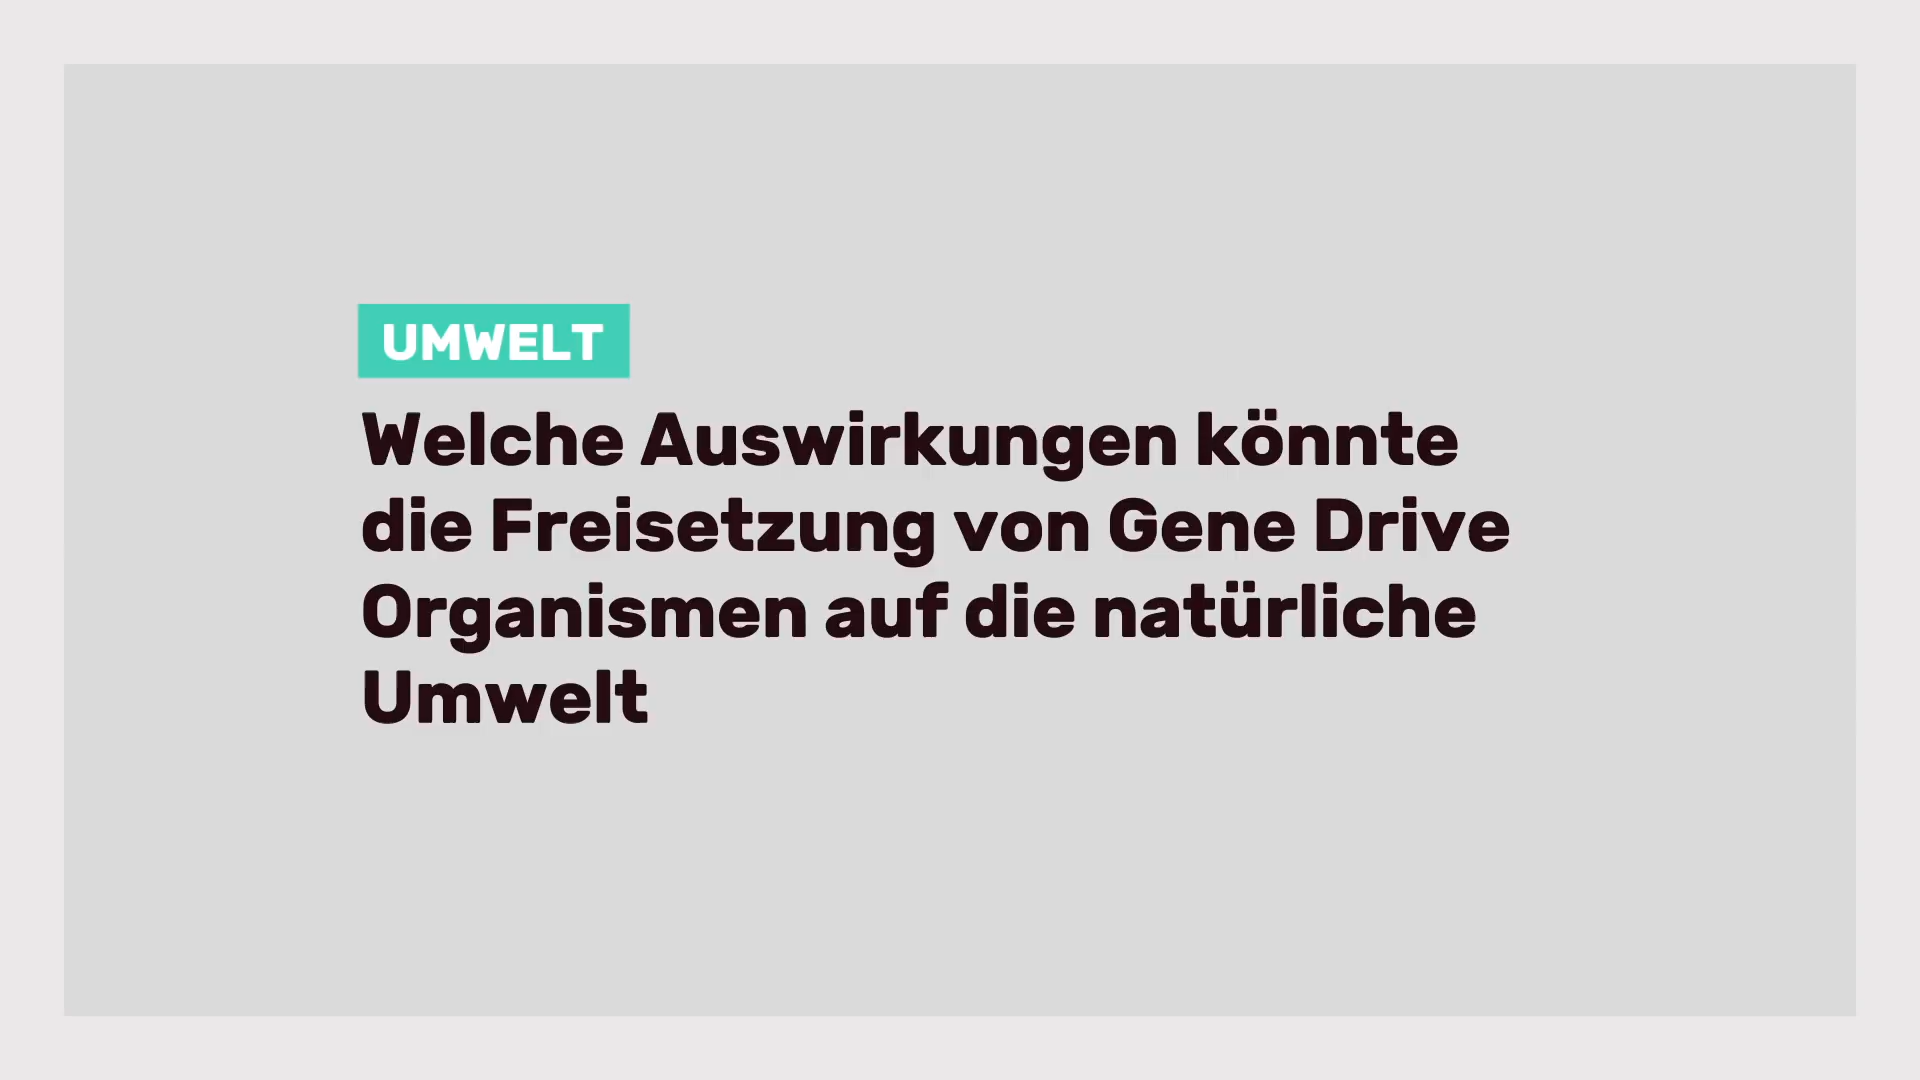 UMWELT
Welche Auswirkungen könnte
die Freisetzung von Gene Drive
Organismen auf die natürliche
Umwelt